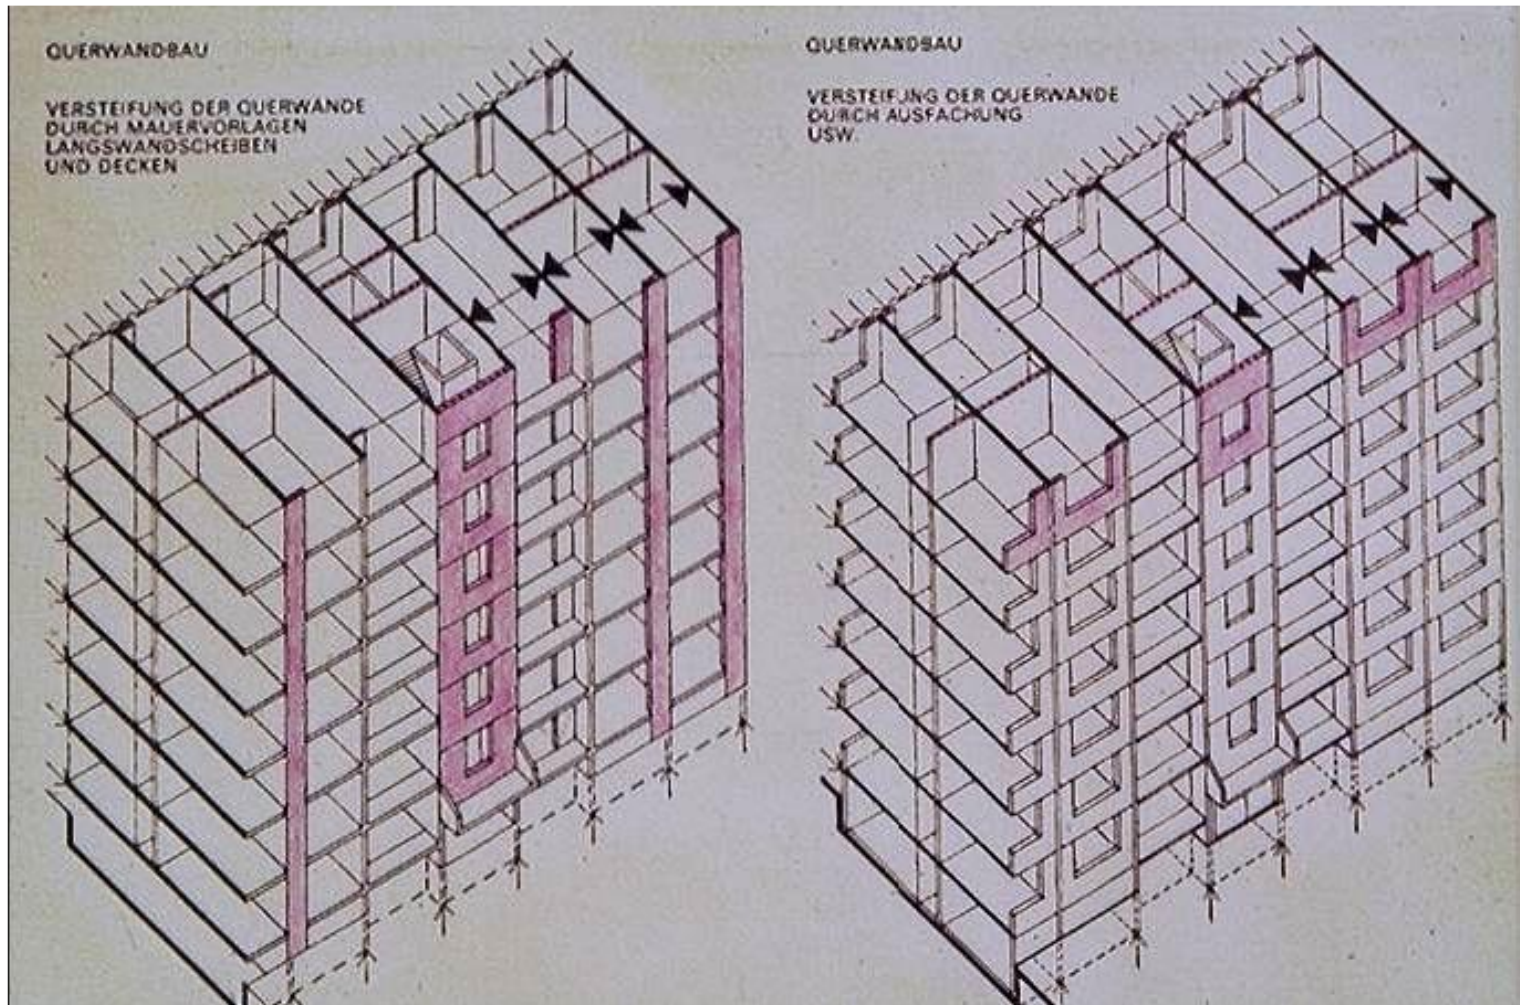 QUERWANDBAU
VERSTEIFUNG DER QUERWANDE
DURCH MAUERVORLAGEN
LANGSWANDSCHEIBEN
UND DECKEN
QUERWANDBAU
VERSTEIFUNG DER QUERWANDE
DURCH AUSFACHUNG
USW.